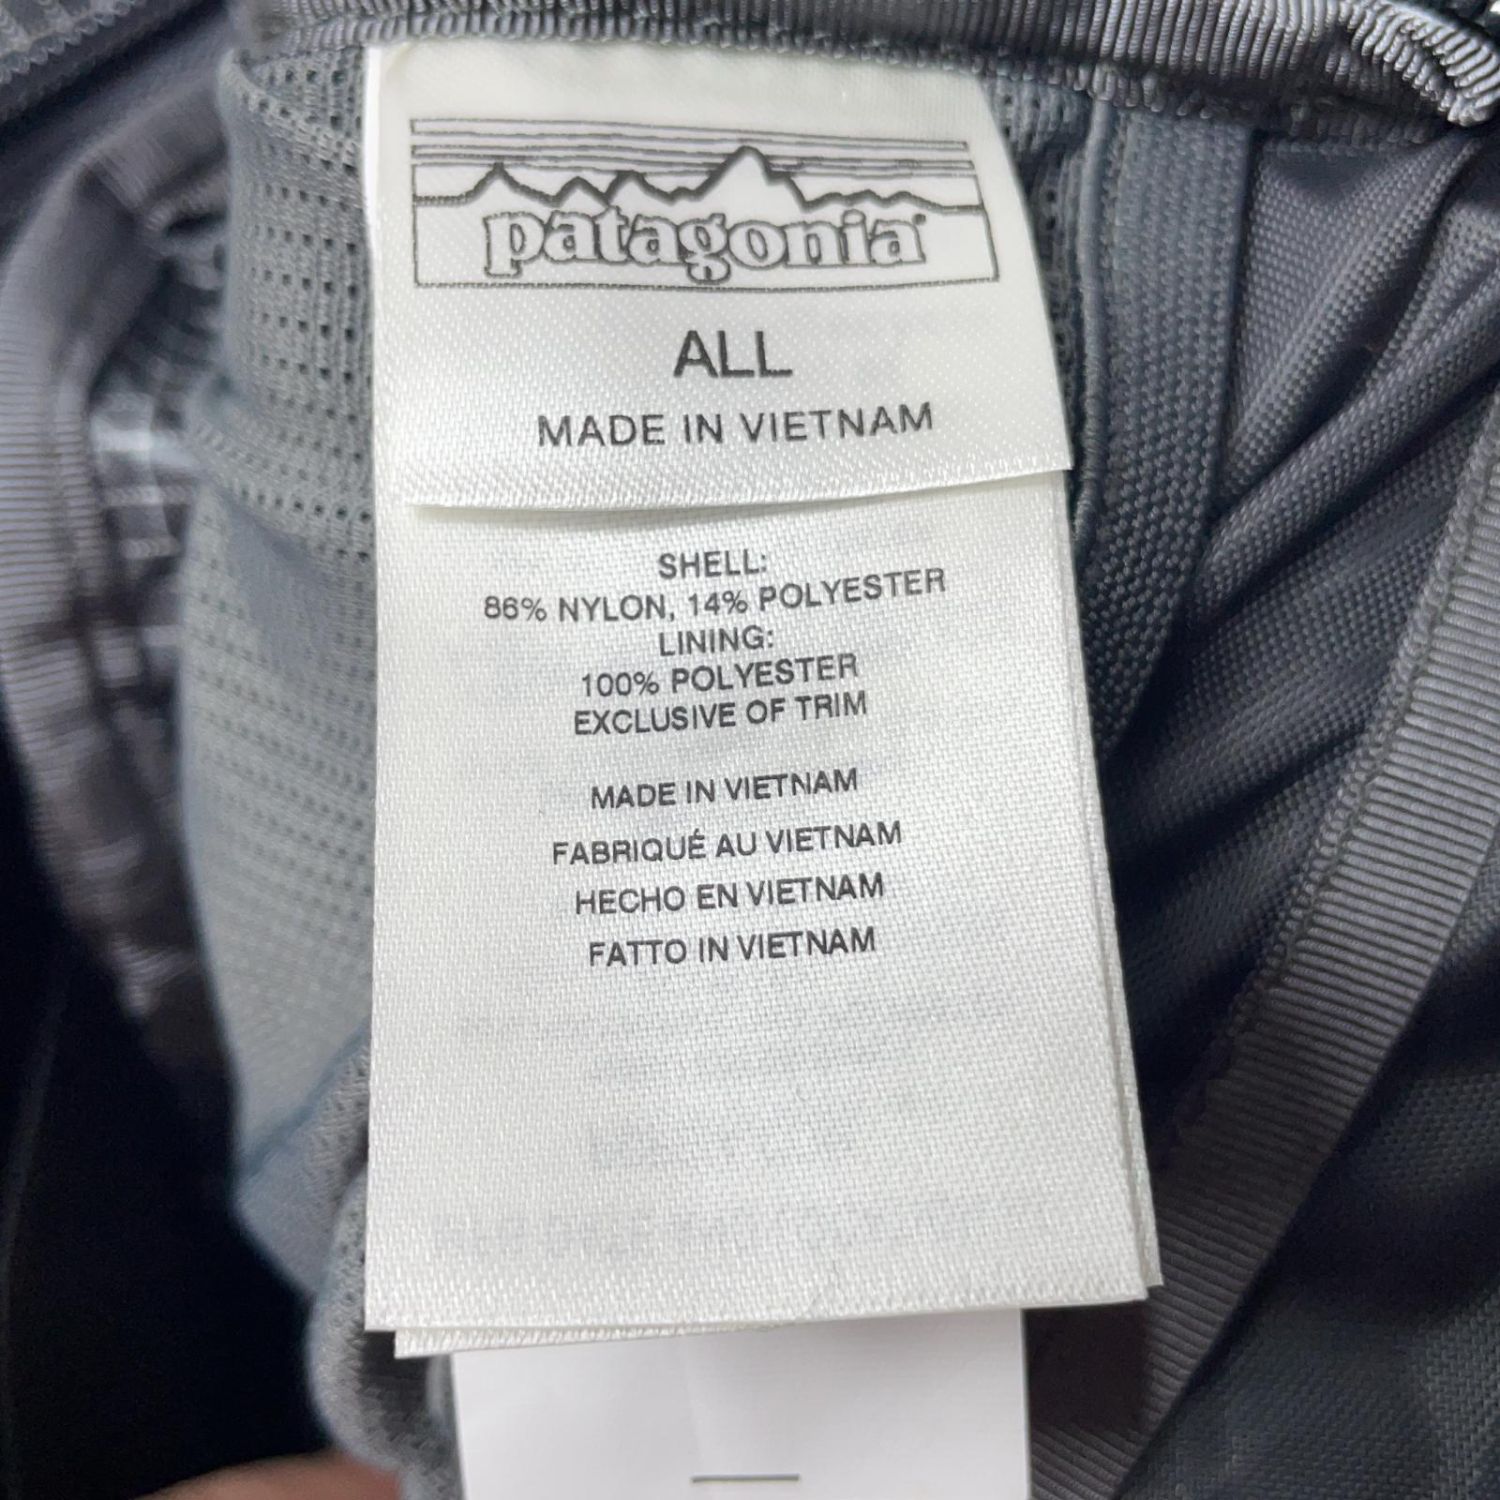 patagonia
ALL
MADE IN VIETNAM
SHELL:
86% NYLON, 14% POLYESTER
LINING:
100% POLYESTER
EXCLUSIVE OF TRIM
MADE IN VIETNAM
FABRIQUÉ AU VIETNAM
HECHO EN VIETNAM
FATTO IN VIETNAM